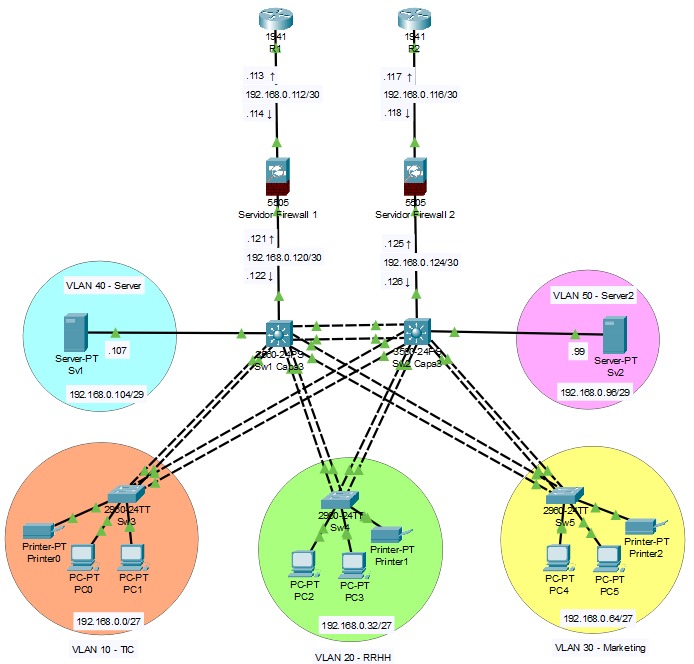 1941
R1
1941
R2
.113 ↑
192.168.0.112/30
.114 ↓
.117 ↑
192.168.0.116/30
.118 ↓
5505
Servidor Firewall 1
5505
Servidor Firewall 2
.121 ↑
192.168.0.120/30
.122 ↓
.125 ↑
192.168.0.124/30
.126 ↓
VLAN 40 - Server
Server-PT
Sv1
.107
192.168.0.104/29
3560-24PS
Sw1 Capa3
3560-24PS
Sw2 Capa3
VLAN 50 - Server2
.99
Server-PT
Sv2
192.168.0.96/29
2960-24TT
Sw3
Printer-PT
Printer0
PC-PT
PC0
PC-PT
PC1
192.168.0.0/27
VLAN 10 - TIC
2960-24TT
Sw4
Printer-PT
Printer1
PC-PT
PC2
PC-PT
PC3
192.168.0.32/27
VLAN 20 - RRHH
2960-24TT
Sw5
Printer-PT
Printer2
PC-PT
PC4
PC-PT
PC5
192.168.0.64/27
VLAN 30 - Marketing